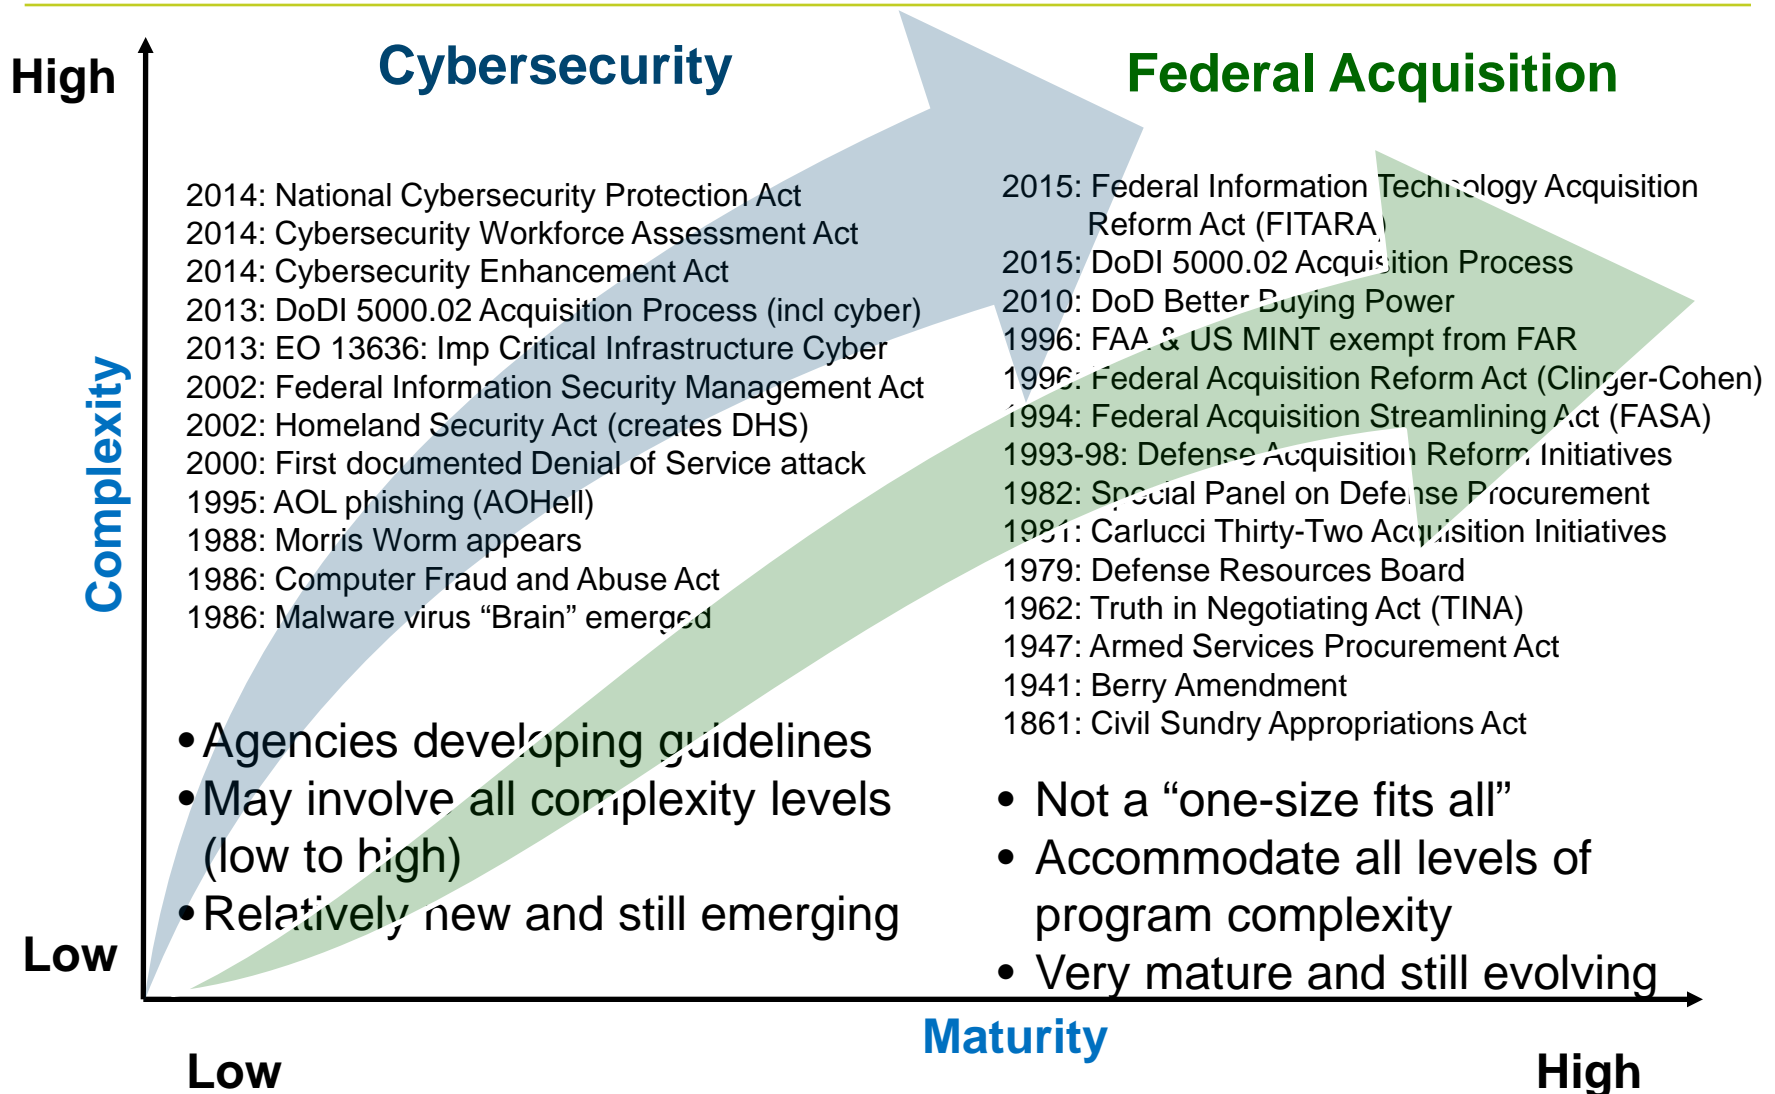 High
Cybersecurity
Federal Acquisition
2014: National Cybersecurity Protection Act
2014: Cybersecurity Workforce Assessment Act
2014: Cybersecurity Enhancement Act
2013: DoDI 5000.02 Acquisition Process (incl cyber)
2013: EO 13636: Imp Critical Infrastructure Cyber
2002: Federal Information Security Management Act
2002: Homeland Security Act (creates DHS)
2000: First documented Denial of Service attack
1995: AOL phishing (AOHell)
1988: Morris Worm appears
1986: Computer Fraud and Abuse Act
1986: Malware virus “Brain” emerged
• Agencies developing guidelines
• May involve all complexity levels
(low to high)
• Relatively new and still emerging
2015: Federal Information Technology Acquisition
Reform Act (FITARA)
2015: DoDI 5000.02 Acquisition Process
2010: DoD Better Buying Power
1996: FAA & US MINT exempt from FAR
1996: Federal Acquisition Reform Act (Clinger-Cohen)
1994: Federal Acquisition Streamlining Act (FASA)
1993-98: Defense Acquisition Reform Initiatives
1982: Special Panel on Defense Procurement
1981: Carlucci Thirty-Two Acquisition Initiatives
1979: Defense Resources Board
1962: Truth in Negotiating Act (TINA)
1947: Armed Services Procurement Act
1941: Berry Amendment
1861: Civil Sundry Appropriations Act
• Not a “one-size fits all”
• Accommodate all levels of
program complexity
• Very mature and still evolving
Complexity
Low
Maturity
Low
High